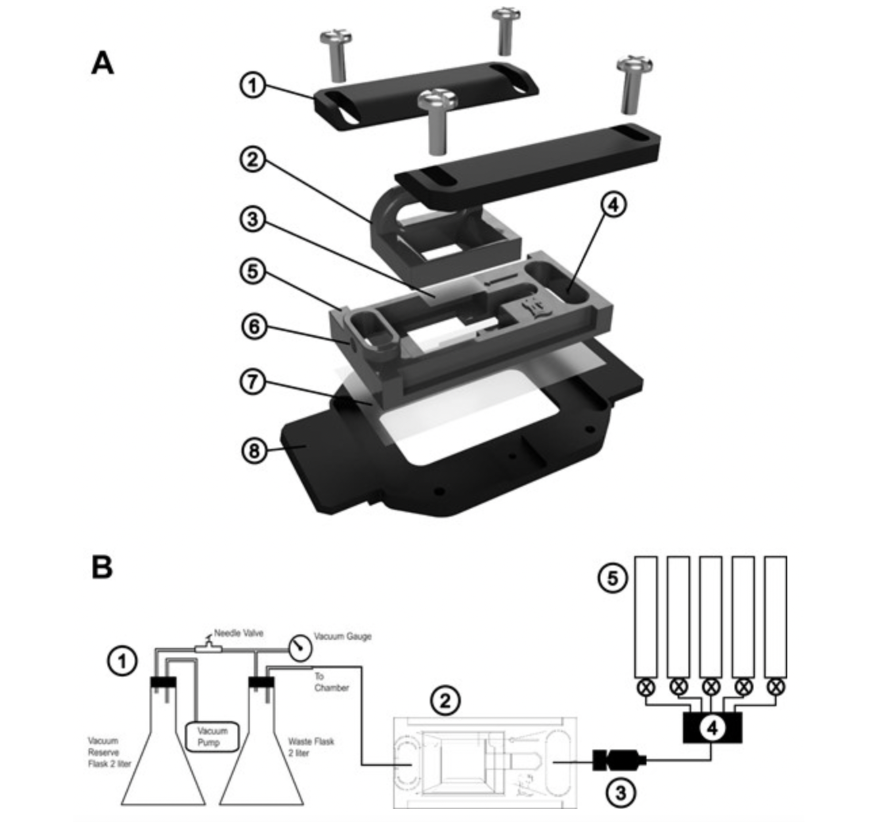 A
1
2
3
4
5
6
7
8
B
5
Needle Valve
Vacuum Gauge
1
To
Chamber
2
4
Vacuum
Pump
Vacuum
Reserve
Flask 2 liter
Waste Flask
2 liter
3